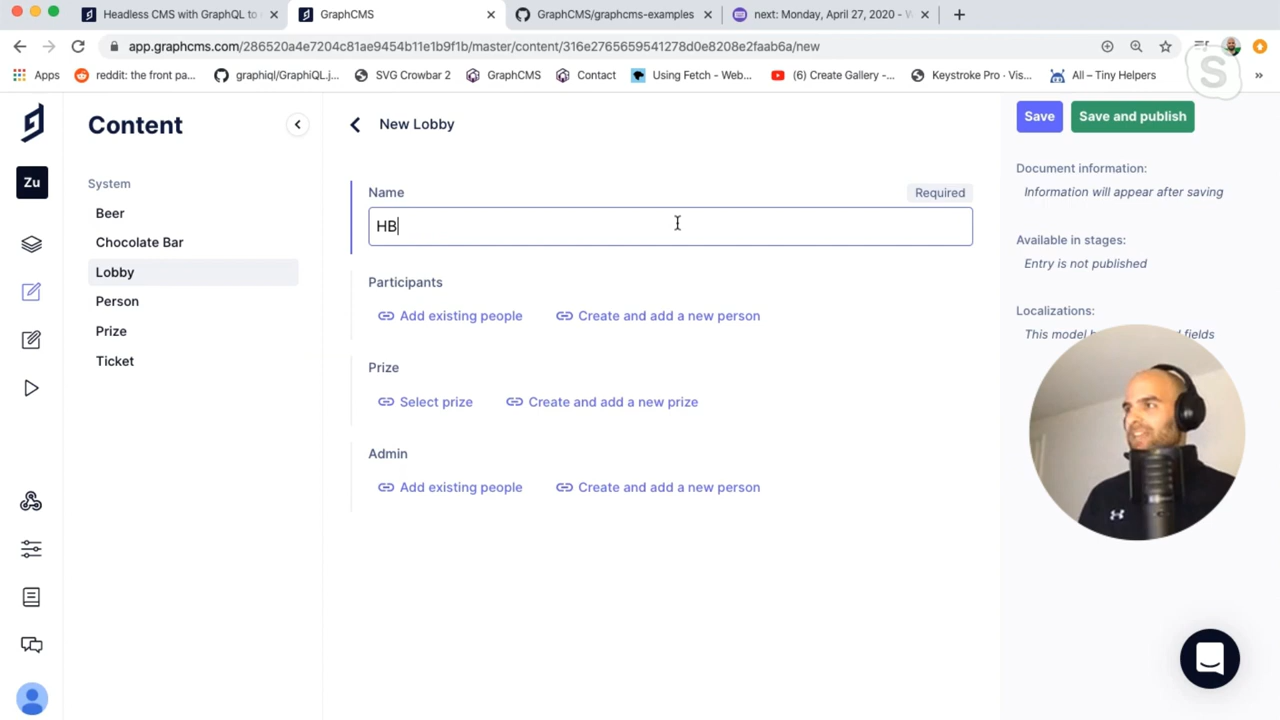 Headless CMS with GraphQL to
GraphCMS
GraphCMS/graphcms-examples
next: Monday, April 27, 2020 -
app.graphcms.com/286520a4e7204c81ae9454b11e1b9f1b/master/content/316e2765659541278d0e8208e2faab6a/new
Apps
reddit: the front pa...
graphiql/GraphiQL.j...
SVG Crowbar 2
GraphCMS
Contact
Using Fetch - Web...
(6) Create Gallery -...
Keystroke Pro · Vis...
All – Tiny Helpers
»
S
Zu
Content
System
Beer
Chocolate Bar
Lobby
Person
Prize
Ticket
New Lobby
Name
Required
HB
Participants
Add existing people
Create and add a new person
Prize
Select prize
Create and add a new prize
Admin
Add existing people
Create and add a new person
Save
Save and publish
Document information:
Information will appear after saving
Available in stages:
Entry is not published
Localizations:
This model fields